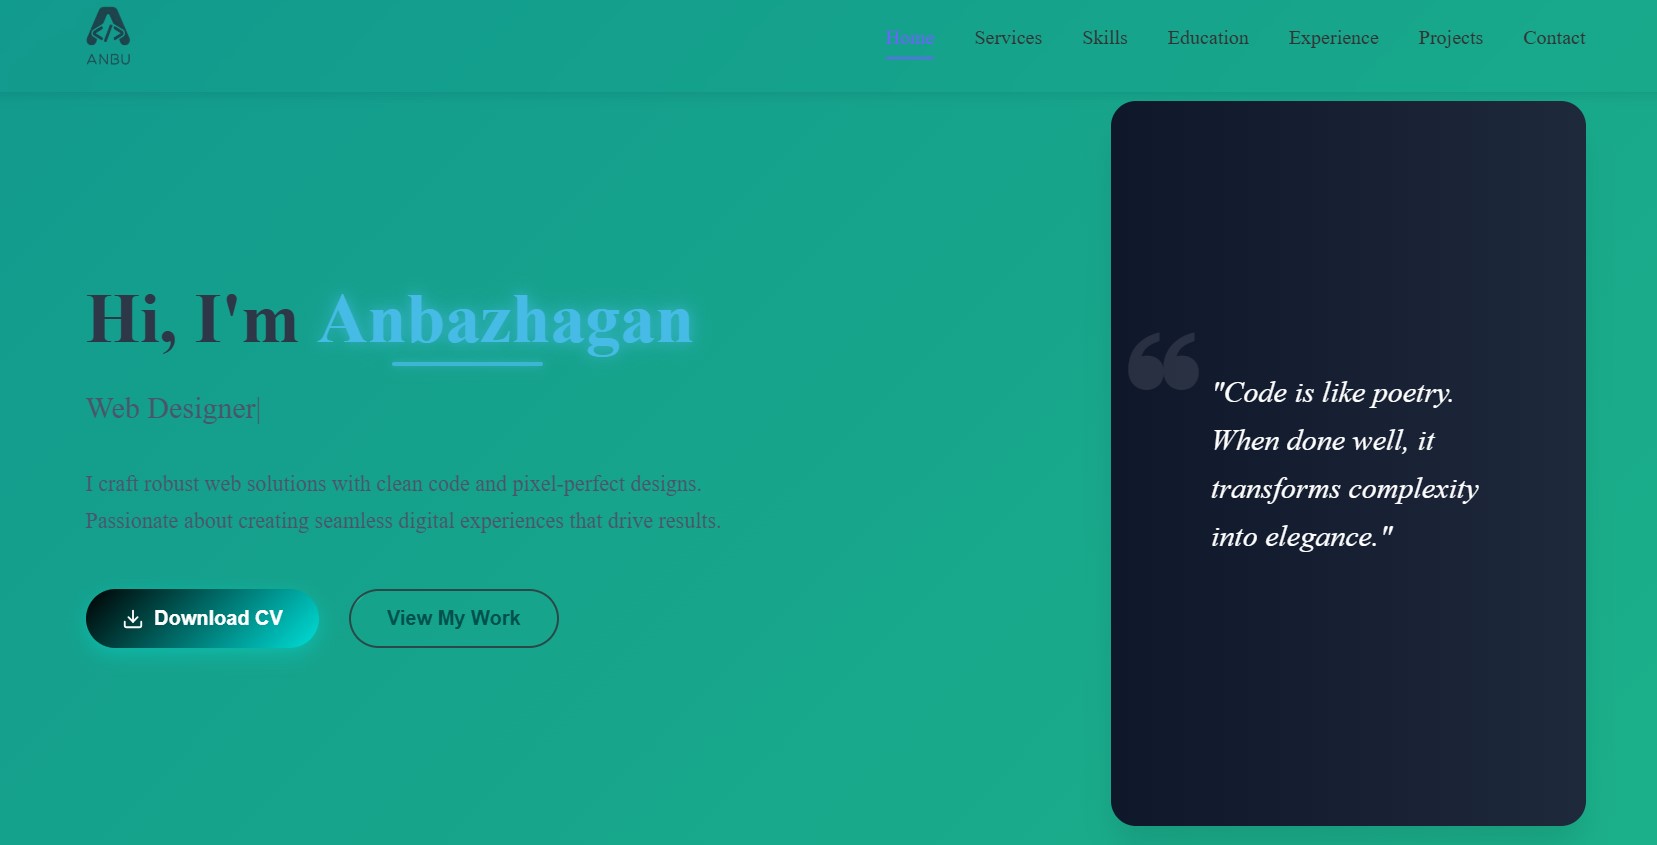 ANBU
Home Services Skills Education Experience Projects Contact
Hi, I'm Anbazhagan
Web Designer
I craft robust web solutions with clean code and pixel-perfect designs.
Passionate about creating seamless digital experiences that drive results.
Download CV
View My Work
"Code is like poetry.
When done well, it
transforms complexity
into elegance."